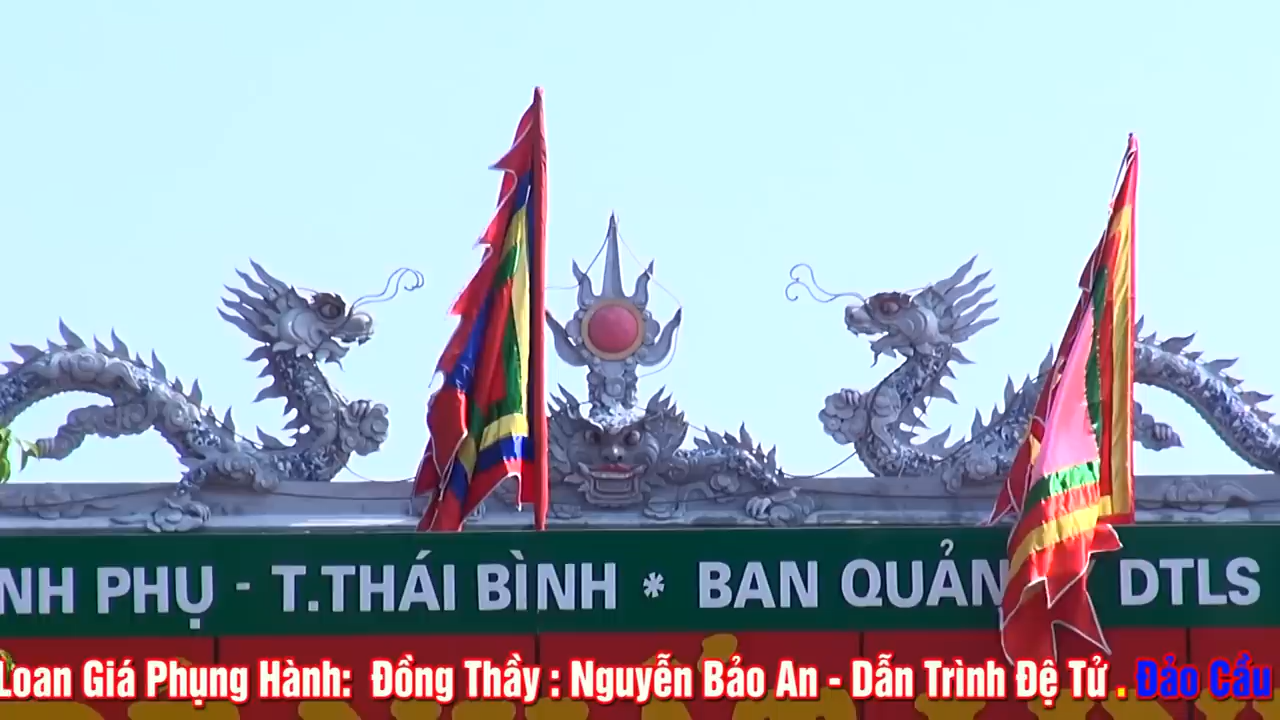 NH PHỤ - T.THÁI BÌNH * BAN QUẢN DTLS
Loan Giá Phụng Hành: Đồng Thầy : Nguyễn Bảo An - Dẫn Trình Đệ Tử . Đảo Cầu